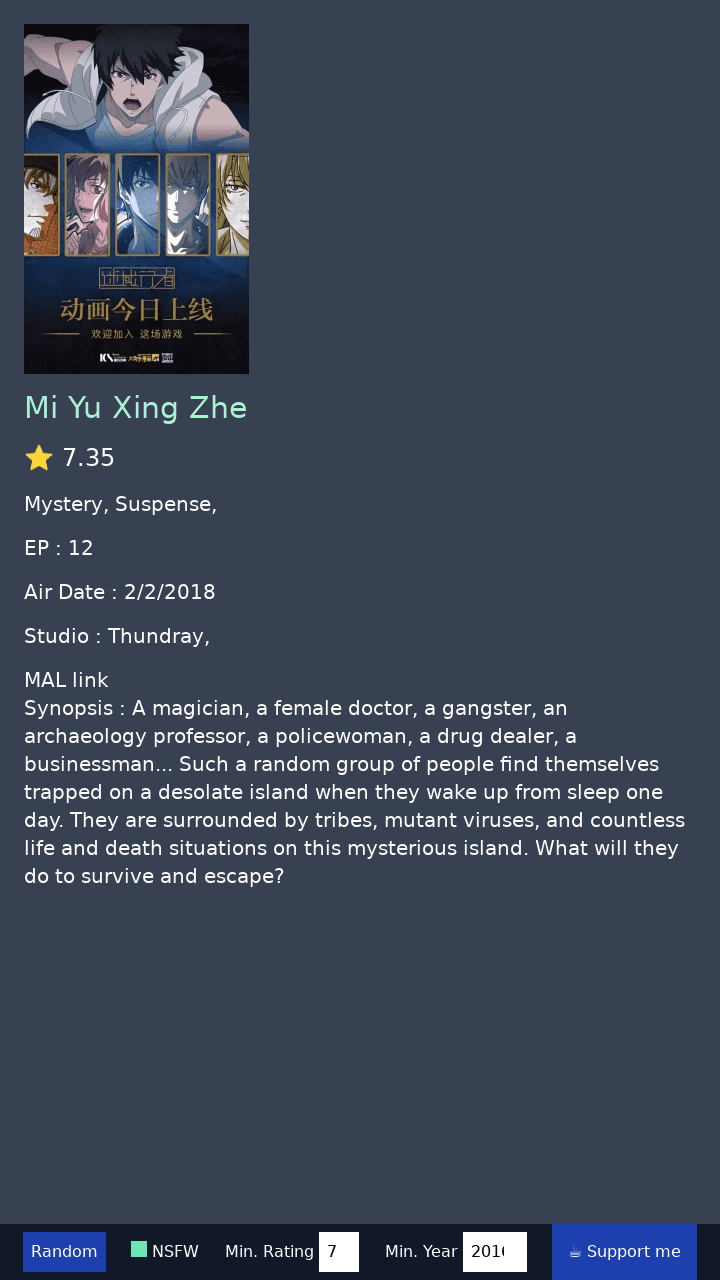 迷域行者
动画今日上线
欢迎加入 这场游戏
Mi Yu Xing Zhe
⭐ 7.35
Mystery, Suspense,
EP : 12
Air Date : 2/2/2018
Studio : Thundray,
MAL link
Synopsis : A magician, a female doctor, a gangster, an
archaeology professor, a policewoman, a drug dealer, a
businessman... Such a random group of people find themselves
trapped on a desolate island when they wake up from sleep one
day. They are surrounded by tribes, mutant viruses, and countless
life and death situations on this mysterious island. What will they
do to survive and escape?
Random NSFW Min. Rating 7 Min. Year 201 ☕ Support me